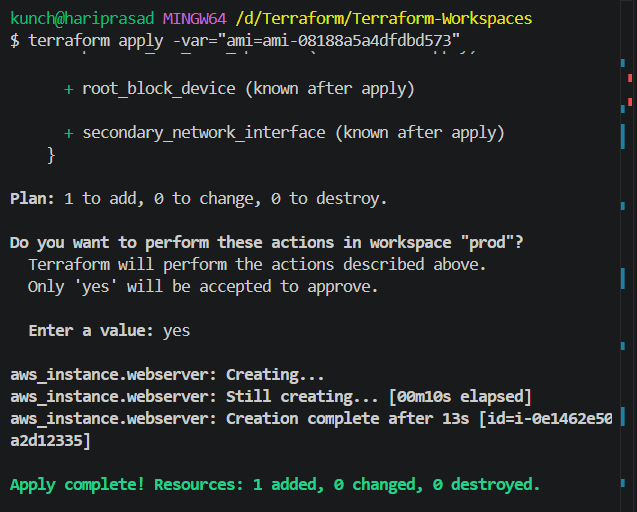 kunch@hariprasad MINGW64 /d/Terraform/Terraform-Workspaces
$ terraform apply -var="ami=ami-08188a5a4dfdbd573"
+ root_block_device (known after apply)
+ secondary_network_interface (known after apply)
}
Plan: 1 to add, 0 to change, 0 to destroy.
Do you want to perform these actions in workspace "prod"?
Terraform will perform the actions described above.
Only 'yes' will be accepted to approve.
Enter a value: yes
aws_instance.webserver: Creating...
aws_instance.webserver: Still creating... [00m10s elapsed]
aws_instance.webserver: Creation complete after 13s [id=i-0e1462e50
a2d12335]
Apply complete! Resources: 1 added, 0 changed, 0 destroyed.